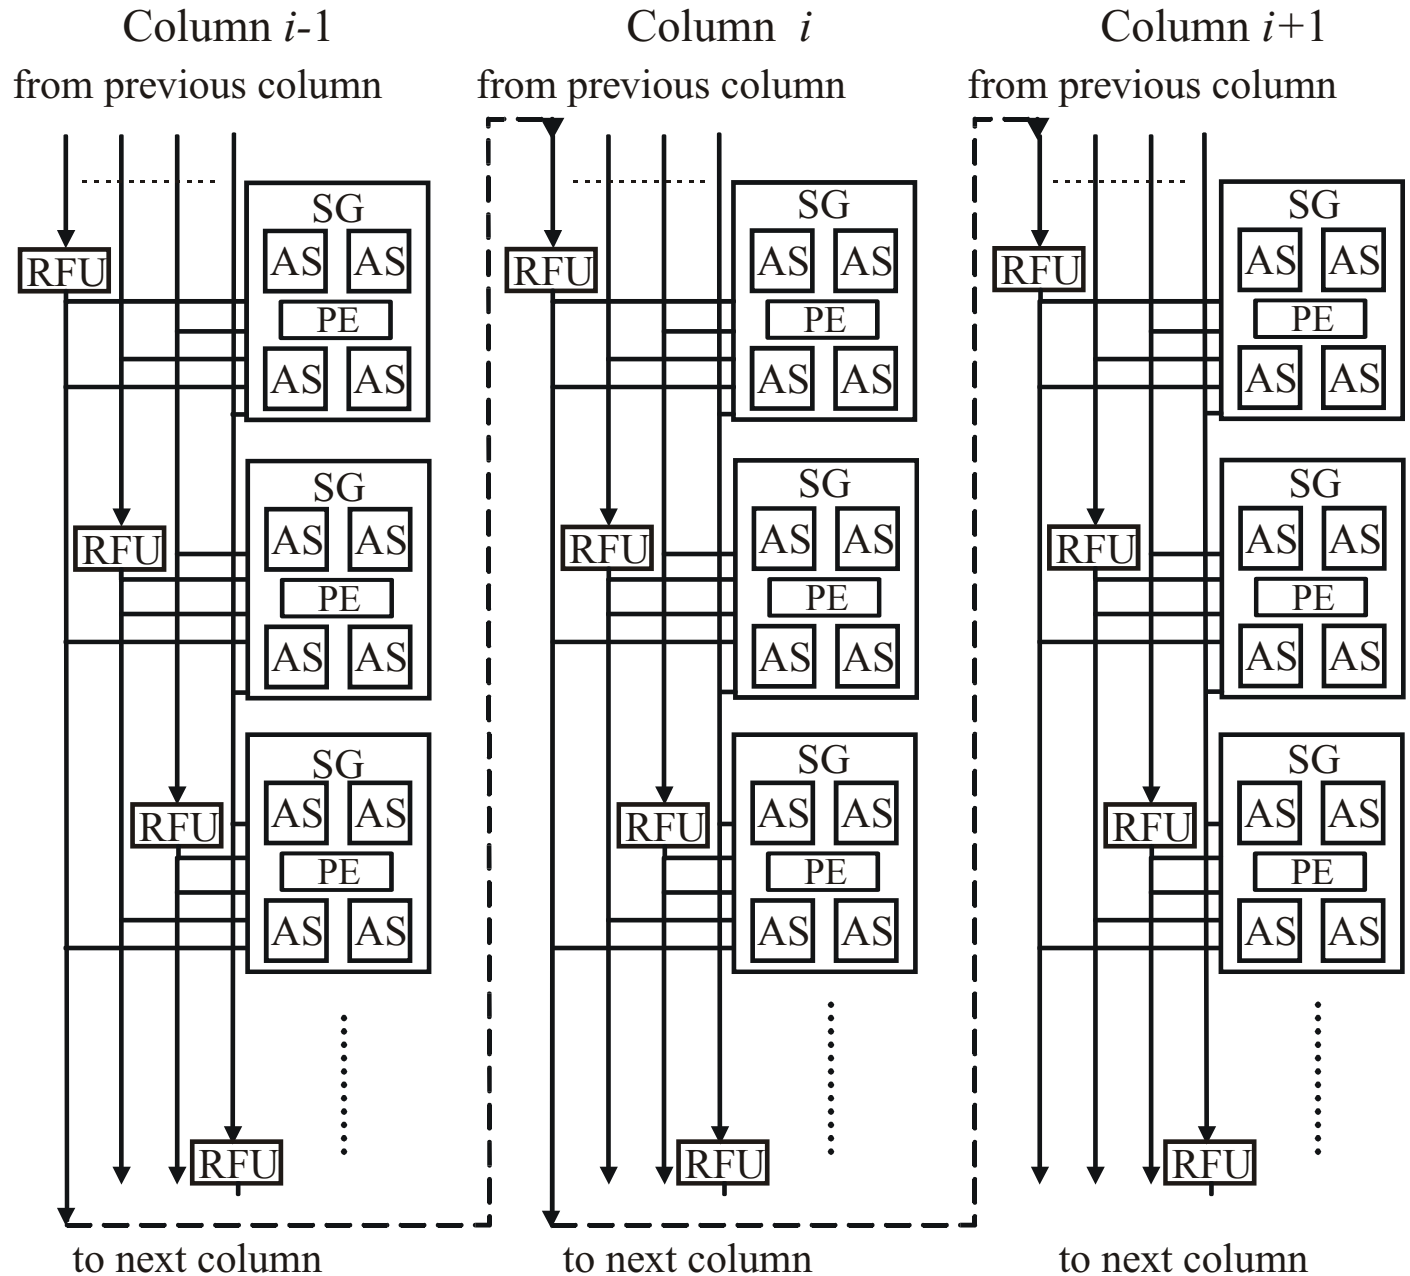 Column i-1
from previous column
SG
AS AS
RFU
PE
AS AS
SG
AS AS
RFU
PE
AS AS
SG
AS AS
RFU
PE
AS AS
RFU
to next column
Column i
from previous column
SG
AS AS
RFU
PE
AS AS
SG
AS AS
RFU
PE
AS AS
SG
AS AS
RFU
PE
AS AS
RFU
to next column
Column i+1
from previous column
SG
AS AS
RFU
PE
AS AS
SG
AS AS
RFU
PE
AS AS
SG
AS AS
RFU
PE
AS AS
RFU
to next column